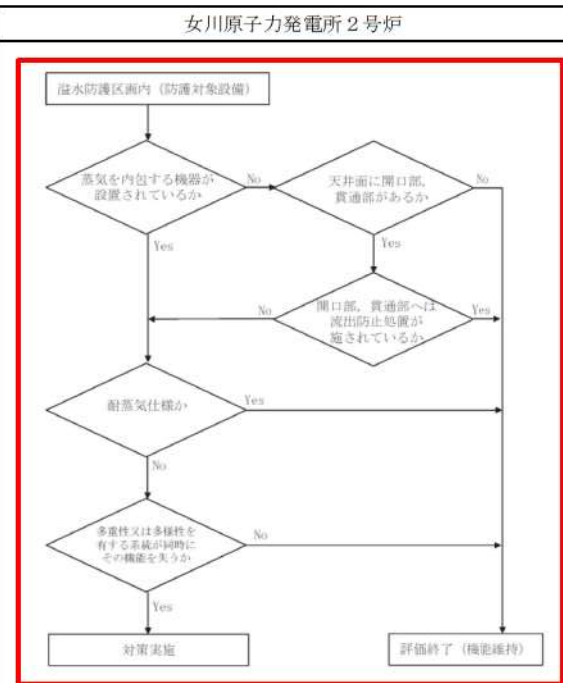 女川原子力発電所２号炉
溢水防護区画内（防護対象設備）
蒸気を内包する機器が
設置されているか
No
天井面に開口部，
貫通部があるか
No
Yes
Yes
開口部，貫通部へは
流出防止処置が
施されているか
No
Yes
耐蒸気仕様か
Yes
No
多重性又は多様性を
有する系統が同時に
その機能を失うか
No
Yes
対策実施
評価終了（機能維持）